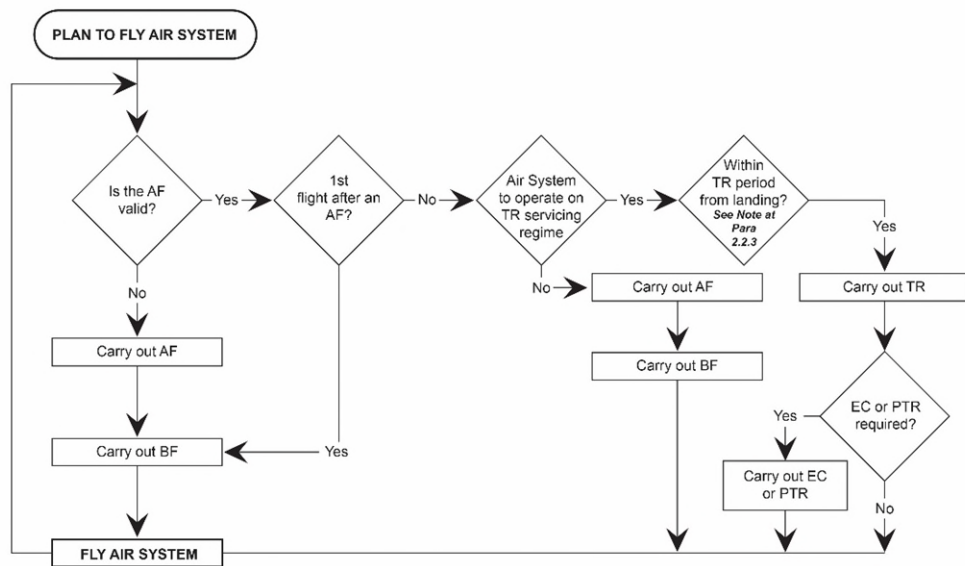 PLAN TO FLY AIR SYSTEM
Is the AF
valid?
Yes
1st
flight after an
AF?
No
Air System
to operate on
TR servicing
regime
Yes
Within
TR period
from landing?
See Note at
Para
2.2.3
Yes
No
No
Carry out AF
Carry out TR
Carry out AF
Carry out BF
EC or PTR
required?
Yes
Carry out BF
Yes
Carry out EC
or PTR
No
FLY AIR SYSTEM